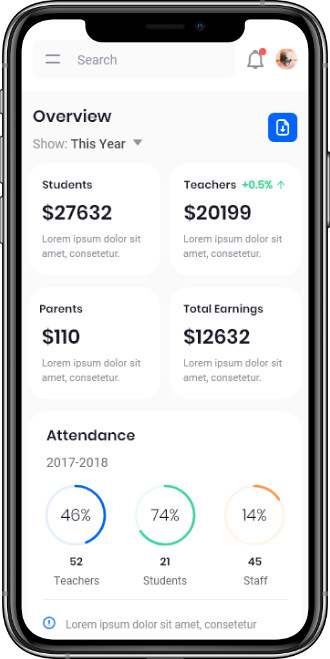 Search
Overview
Show: This Year
Students
$27632
Lorem ipsum dolor sit
amet, consetetur.
Teachers +0.5% ↑
$20199
Lorem ipsum dolor sit
amet, consetetur.
Parents
$110
Lorem ipsum dolor sit
amet, consetetur.
Total Earnings
$12632
Lorem ipsum dolor sit
amet, consetetur.
Attendance
2017-2018
46% 74% 14%
52 21 45
Teachers Students Staff
Lorem ipsum dolor sit amet, consetetur